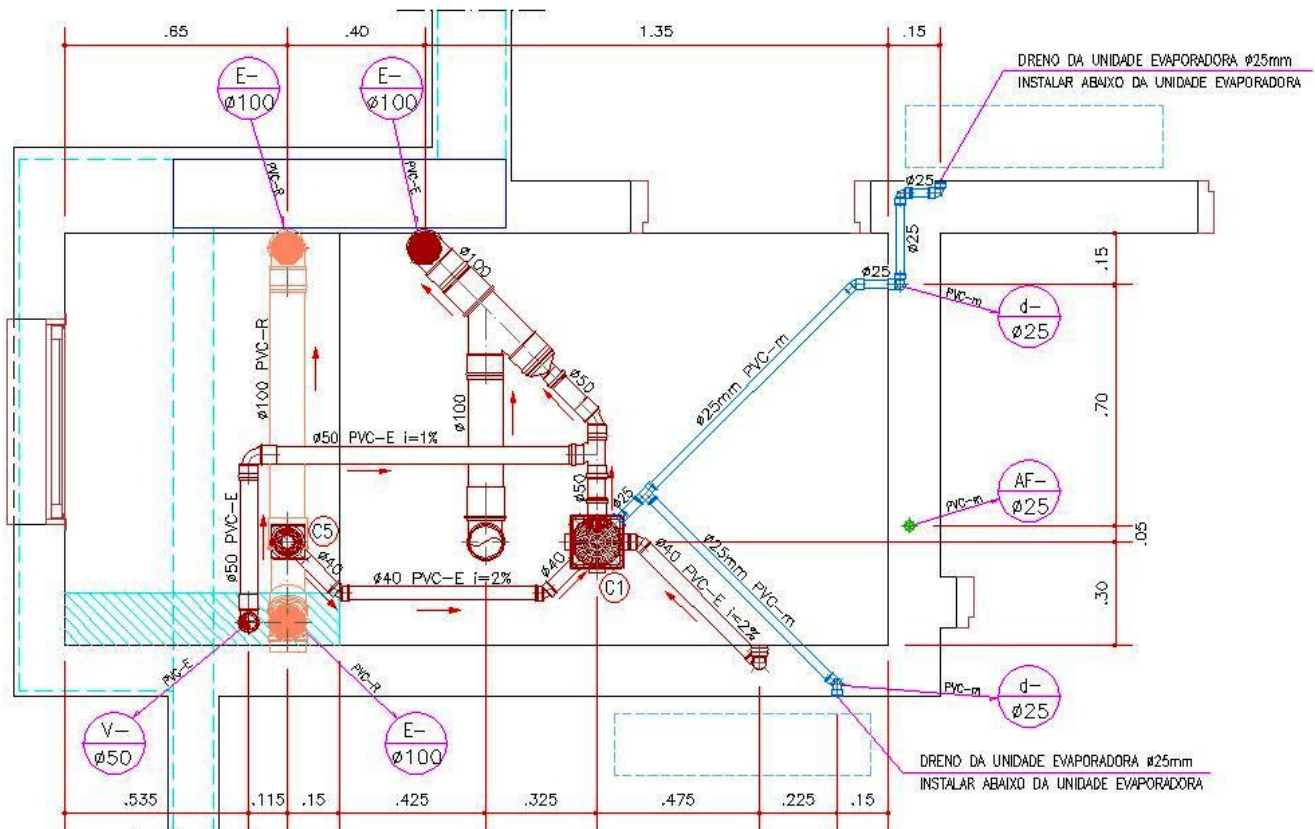 .65
.40
1.35
.15
DRENO DA UNIDADE EVAPORADORA ø25mm
INSTALAR ABAIXO DA UNIDADE EVAPORADORA
E-
ø100
E-
ø100
PVC-R
PVC-E
ø25
ø25
ø25
ø100
PVC-m
d-
ø25
.15
ø100 PVC-R
ø100
ø50
ø25mm PVC-m
.70
ø50 PVC-E i=1%
ø50
ø25
AF-
ø25
PVC-m
.05
ø50 PVC-E
C5
ø40
ø40 PVC-E i=2%
ø40
C1
ø40 PVC-E i=2%
ø25mm PVC-m
.30
PVC-E
PVC-R
PVC-m
d-
ø25
V-
ø50
E-
ø100
DRENO DA UNIDADE EVAPORADORA ø25mm
INSTALAR ABAIXO DA UNIDADE EVAPORADORA
.535
.115
.15
.425
.325
.475
.225
.15